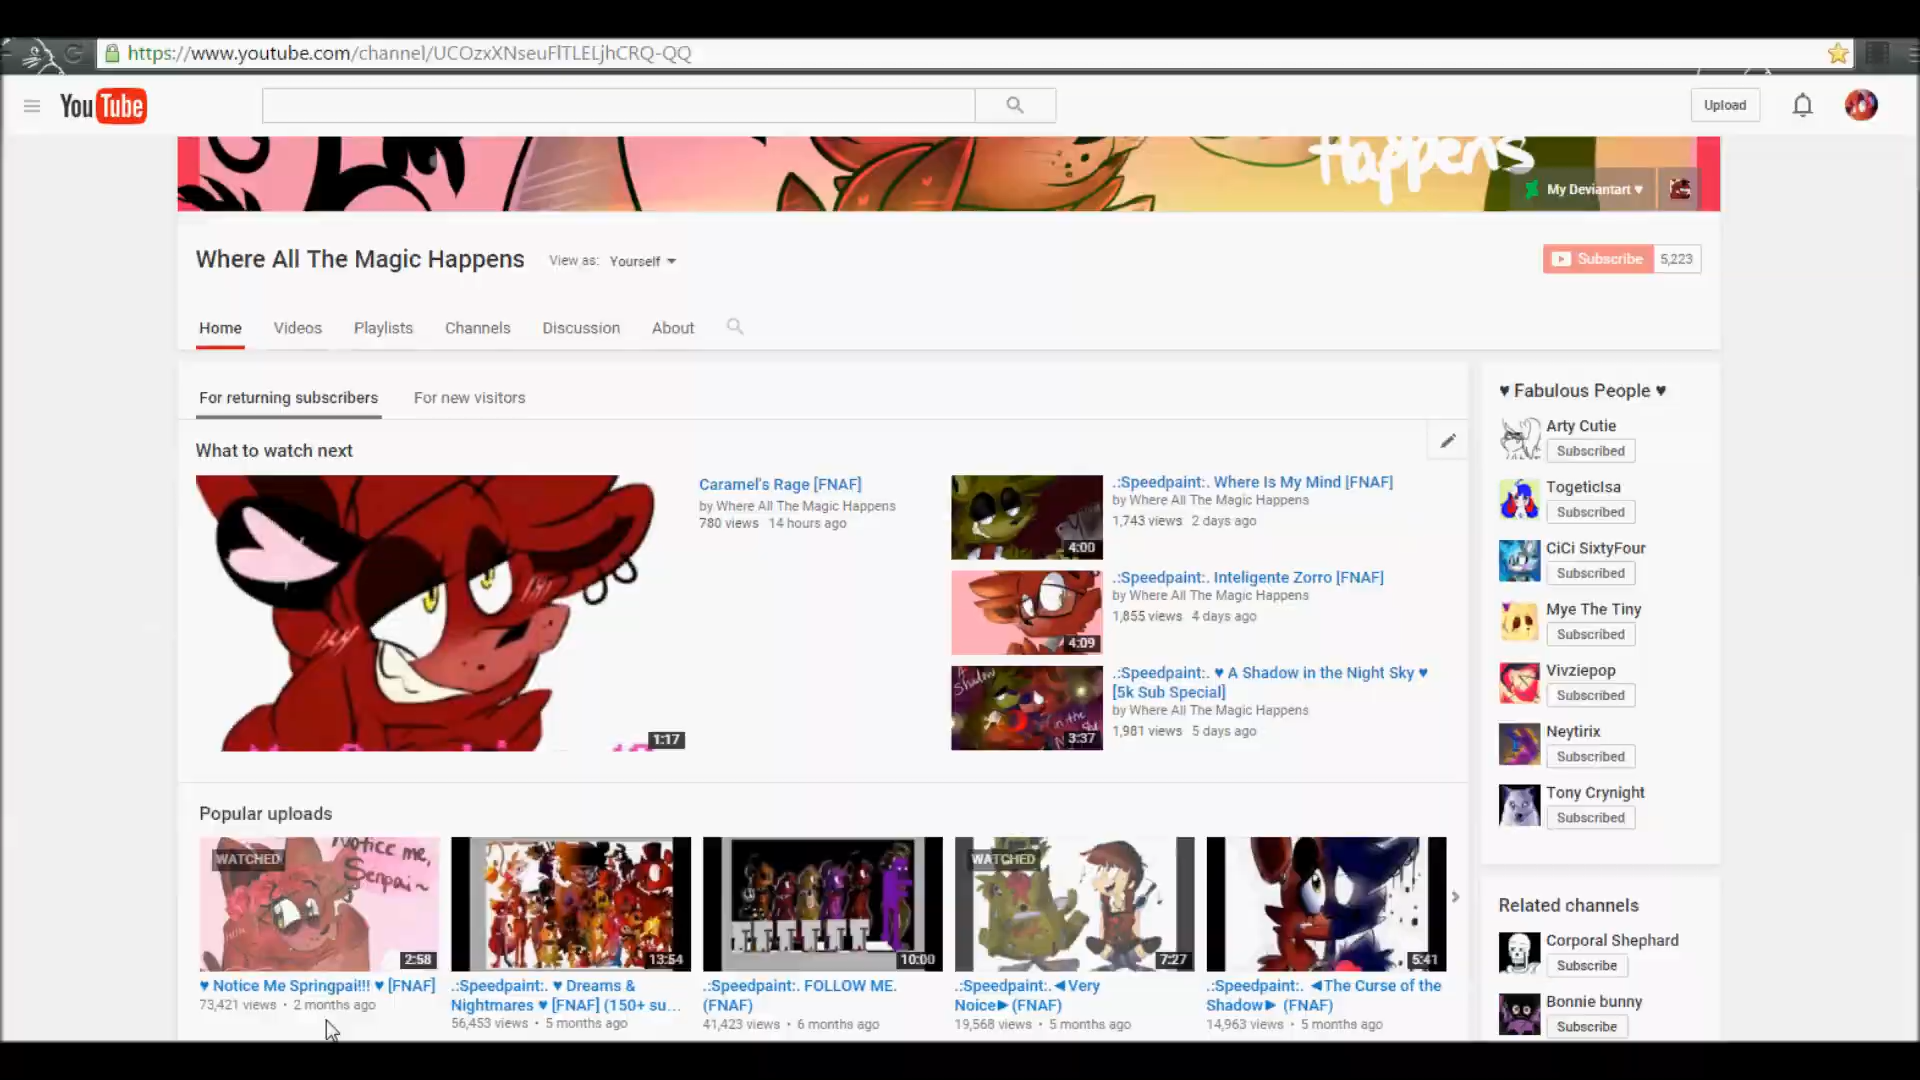 https://www.youtube.com/channel/UCOzxXNseuFlTLELjhCRQ-QQ
YouTube
Upload
Happens
My Deviantart ♥
Where All The Magic Happens
View as: Yourself
Subscribe 5,223
Home Videos Playlists Channels Discussion About
For returning subscribers For new visitors
What to watch next
1:17
Caramel's Rage [FNAF]
by Where All The Magic Happens
780 views 14 hours ago
4:00
.:Speedpaint:. Where Is My Mind [FNAF]
by Where All The Magic Happens
1,743 views 2 days ago
4:09
.:Speedpaint:. Inteligente Zorro [FNAF]
by Where All The Magic Happens
1,855 views 4 days ago
A Shadow
in the
3:37
.:Speedpaint:. ♥ A Shadow in the Night Sky ♥
[5k Sub Special]
by Where All The Magic Happens
1,981 views 5 days ago
Popular uploads
WATCHED
Notice me,
Senpai~
2:58
♥ Notice Me Springpai!!! ♥ [FNAF]
73,421 views • 2 months ago
13:54
.:Speedpaint:. ♥ Dreams &
Nightmares ♥ [FNAF] (150+ su...
56,453 views • 5 months ago
10:00
.:Speedpaint:. FOLLOW ME.
(FNAF)
41,423 views • 6 months ago
WATCHED
7:27
.:Speedpaint:.◄Very
Noice► (FNAF)
19,568 views • 5 months ago
5:41
.:Speedpaint:. ◄The Curse of the
Shadow► (FNAF)
14,963 views • 5 months ago
♥ Fabulous People ♥
Arty Cutie
Subscribed
TogeticIsa
Subscribed
CiCi SixtyFour
Subscribed
Mye The Tiny
Subscribed
Vivziepop
Subscribed
Neytirix
Subscribed
Tony Crynight
Subscribed
Related channels
Corporal Shephard
Subscribe
Bonnie bunny
Subscribe